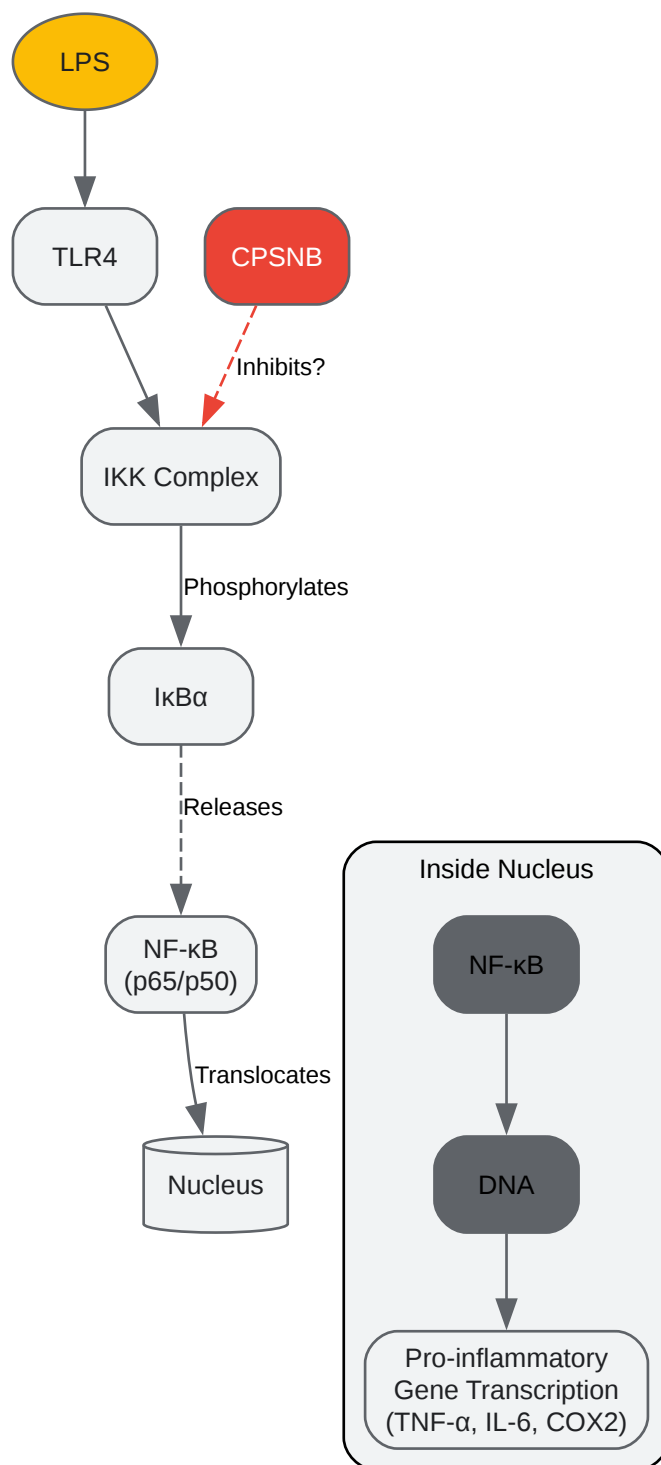 LPS
TLR4
CPSNB
Inhibits?
IKK Complex
Phosphorylates
IκBα
Releases
NF-κB
(p65/p50)
Translocates
Nucleus
Inside Nucleus
NF-κB
DNA
Pro-inflammatory
Gene Transcription
(TNF-α, IL-6, COX2)